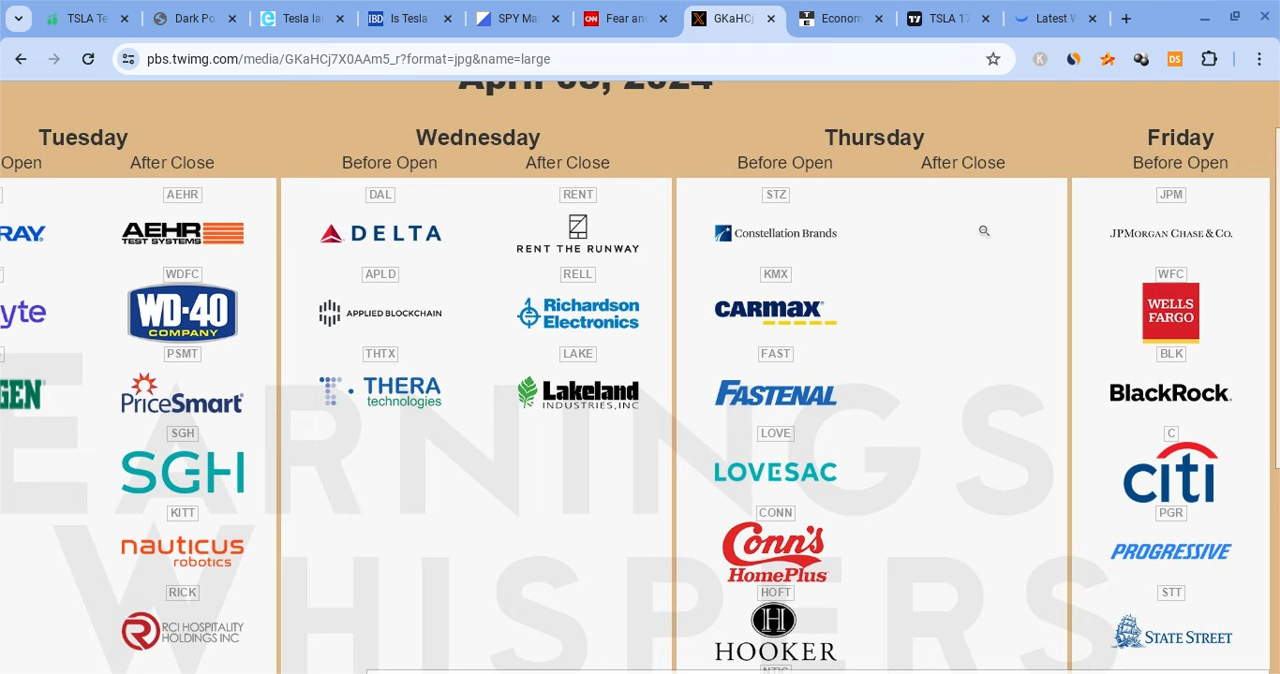 TSLA Te
Dark Po
Tesla la
Is Tesla
SPY Ma
Fear an
GKaHCj
Econom
TSLA 17
Latest V
pbs.twimg.com/media/GKaHCj7X0AAm5_r?format=jpg&name=large
Tuesday
Wednesday
Thursday
Friday
Open
After Close
Before Open
After Close
Before Open
After Close
Before Open
AEHR
DAL
RENT
STZ
JPM
RAY
AEHR
TEST SYSTEMS
DELTA
RENT THE RUNWAY
Constellation Brands
JPMORGAN CHASE & CO.
WDFC
APLD
RELL
KMX
WFC
yte
WD-40
COMPANY
APPLIED BLOCKCHAIN
Richardson
Electronics
CARMAX
WELLS
FARGO
PSMT
THTX
LAKE
FAST
BLK
GEN
PriceSmart
THERA
technologies
Lakeland
INDUSTRIES, INC
FASTENAL
BlackRock.
SGH
LOVE
C
SGH
LOVESAC
citi
KITT
CONN
PGR
nauticus
robotics
Conn's
HomePlus
PROGRESSIVE
RICK
HOFT
STT
RCI HOSPITALITY
HOLDINGS INC
H
HOOKER
STATE STREET
EARNINGS
WHISPERS